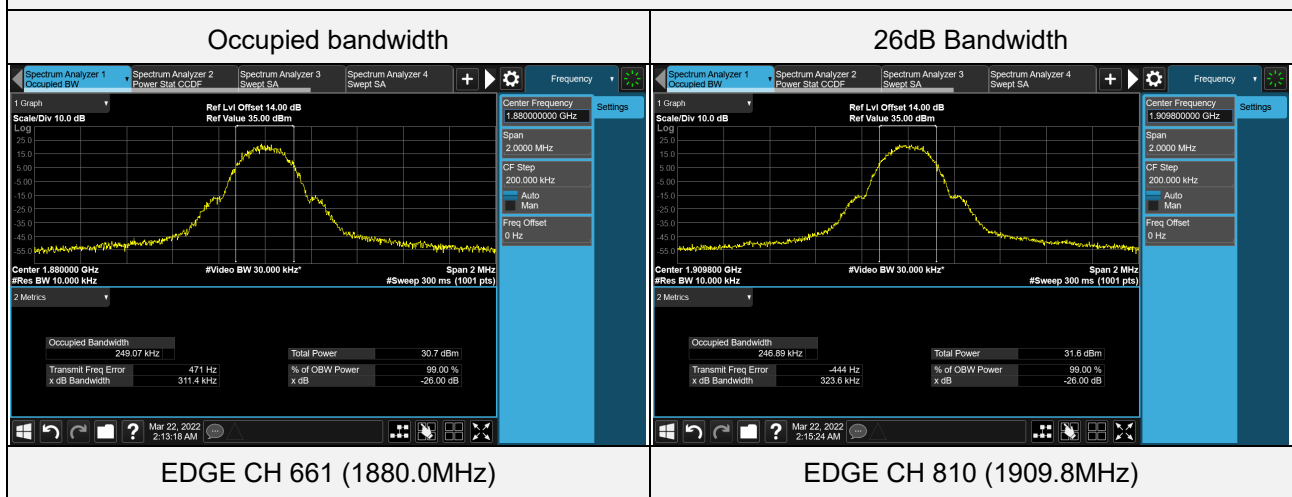 Occupied bandwidth
26dB Bandwidth
Spectrum Analyzer 1
Occupied BW
Spectrum Analyzer 2
Power Stat CCDF
Spectrum Analyzer 3
Swept SA
Spectrum Analyzer 4
Swept SA
+
Frequency
1 Graph
Scale/Div 10.0 dB
Log
Ref Lvl Offset 14.00 dB
Ref Value 35.00 dBm
25.0
15.0
5.00
-5.00
-15.0
-25.0
-35.0
-45.0
-55.0
Center 1.880000 GHz
#Res BW 10.000 kHz
#Video BW 30.000 kHz*
Span 2 MHz
#Sweep 300 ms (1001 pts)
Center Frequency
1.880000000 GHz
Settings
Span
2.0000 MHz
CF Step
200.000 kHz
Auto
Man
Freq Offset
0 Hz
2 Metrics
Occupied Bandwidth
249.07 kHz
Total Power 30.7 dBm
Transmit Freq Error 471 Hz
% of OBW Power 99.00 %
x dB Bandwidth 311.4 kHz
x dB -26.00 dB
?
Mar 22, 2022
2:13:18 AM
Spectrum Analyzer 1
Occupied BW
Spectrum Analyzer 2
Power Stat CCDF
Spectrum Analyzer 3
Swept SA
Spectrum Analyzer 4
Swept SA
+
Frequency
1 Graph
Scale/Div 10.0 dB
Log
Ref Lvl Offset 14.00 dB
Ref Value 35.00 dBm
25.0
15.0
5.00
-5.00
-15.0
-25.0
-35.0
-45.0
-55.0
Center 1.909800 GHz
#Res BW 10.000 kHz
#Video BW 30.000 kHz*
Span 2 MHz
#Sweep 300 ms (1001 pts)
Center Frequency
1.909800000 GHz
Settings
Span
2.0000 MHz
CF Step
200.000 kHz
Auto
Man
Freq Offset
0 Hz
2 Metrics
Occupied Bandwidth
246.89 kHz
Total Power 31.6 dBm
Transmit Freq Error -444 Hz
% of OBW Power 99.00 %
x dB Bandwidth 323.6 kHz
x dB -26.00 dB
?
Mar 22, 2022
2:15:24 AM
EDGE CH 661 (1880.0MHz)
EDGE CH 810 (1909.8MHz)